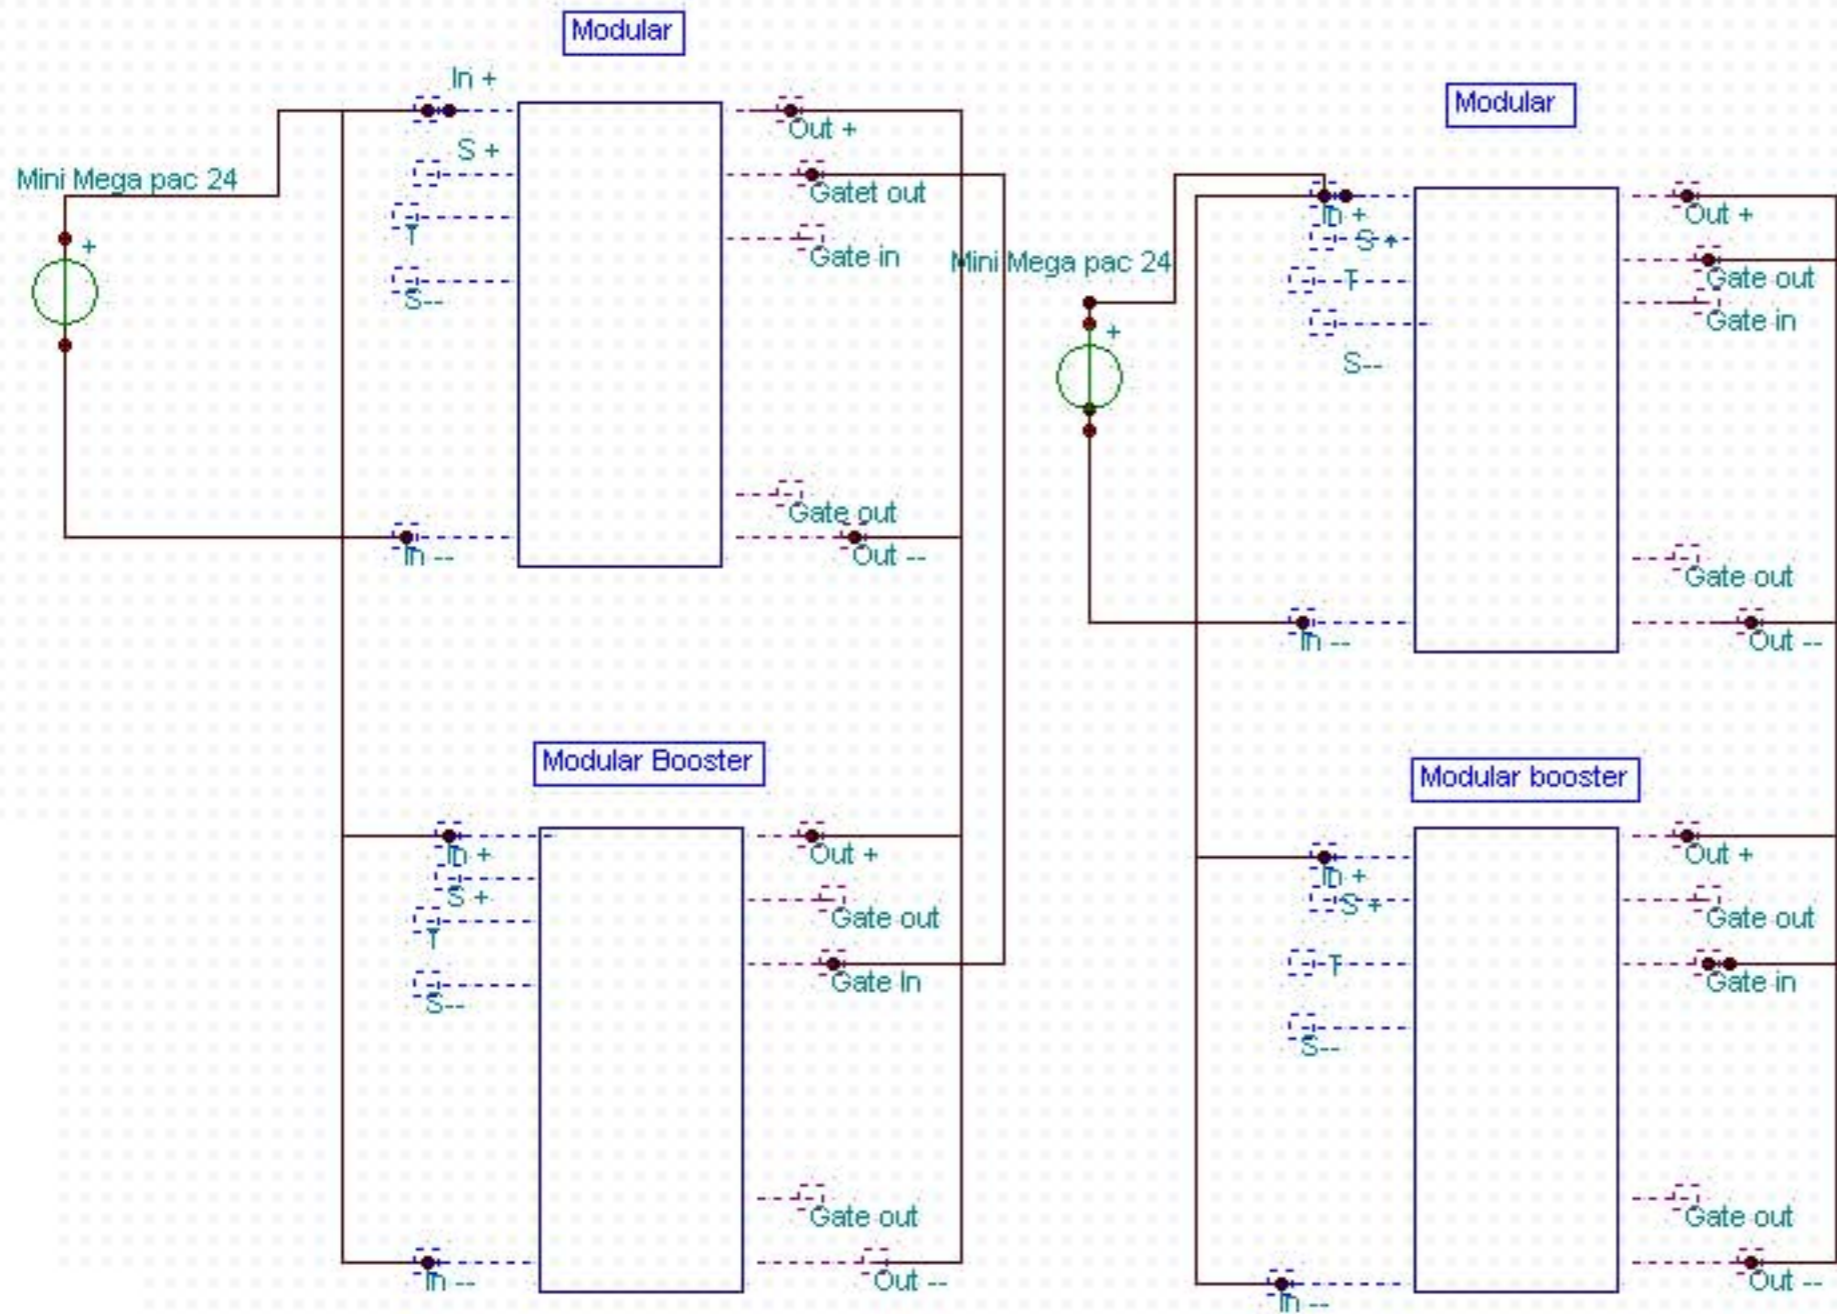 Modular
In +
S +
T
S--
In --
Out +
Gatet out
Gate in
Gate out
Out --
Mini Mega pac 24
+
Modular Booster
In +
S +
T
S--
In --
Out +
Gate out
Gate In
Gate out
Out --
Modular
In +
S +
T
S--
In --
Out +
Gate out
Gate in
Gate out
Out --
Mini Mega pac 24
+
Modular booster
In +
S +
T
S--
In --
Out +
Gate out
Gate in
Gate out
Out --